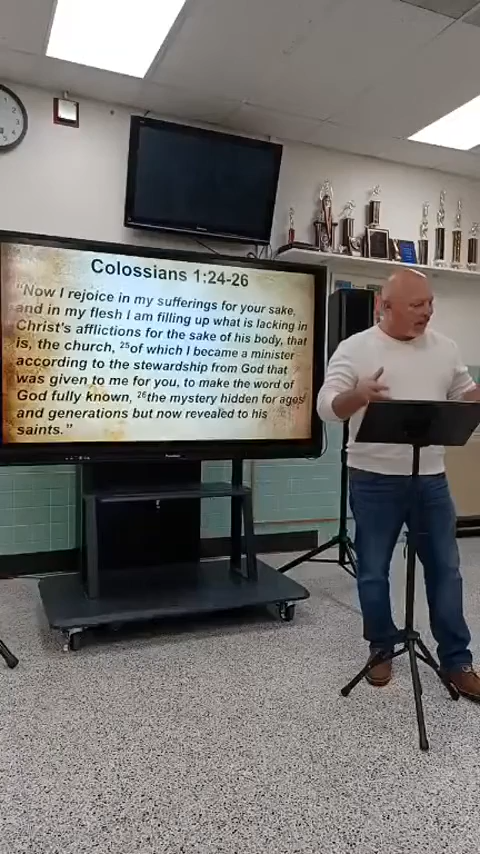 Colossians 1:24-26
"Now I rejoice in my sufferings for your sake,
and in my flesh I am filling up what is lacking in
Christ's afflictions for the sake of his body, that
is, the church, 25of which I became a minister
according to the stewardship from God that
was given to me for you, to make the word of
God fully known, 26the mystery hidden for ages
and generations but now revealed to his
saints."